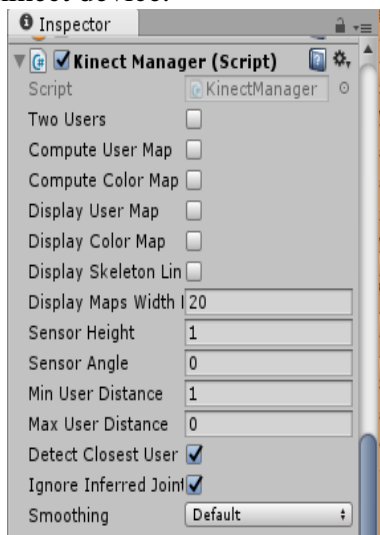 Inspector
Kinect Manager (Script)
Script KinectManager
Two Users
Compute User Map
Compute Color Map
Display User Map
Display Color Map
Display Skeleton Lin
Display Maps Width 20
Sensor Height 1
Sensor Angle 0
Min User Distance 1
Max User Distance 0
Detect Closest User
Ignore Inferred Joint
Smoothing Default